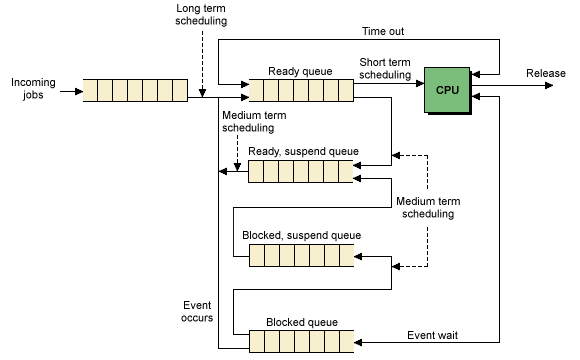 Long term
scheduling
Time out
Incoming
jobs
Ready queue
Short term
scheduling
CPU
Release
Medium term
scheduling
Ready, suspend queue
Medium term
scheduling
Blocked, suspend queue
Event
occurs
Blocked queue
Event wait